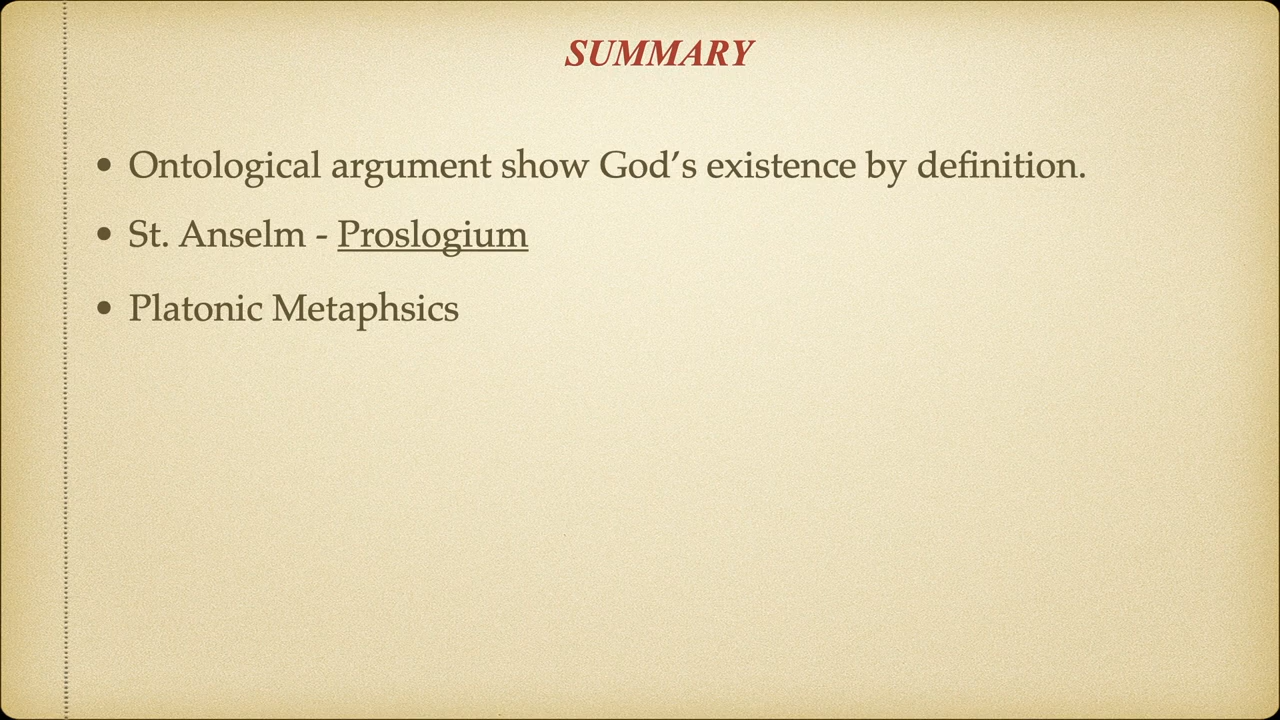 SUMMARY
• Ontological argument show God’s existence by definition.
• St. Anselm - Proslogium
• Platonic Metaphsics